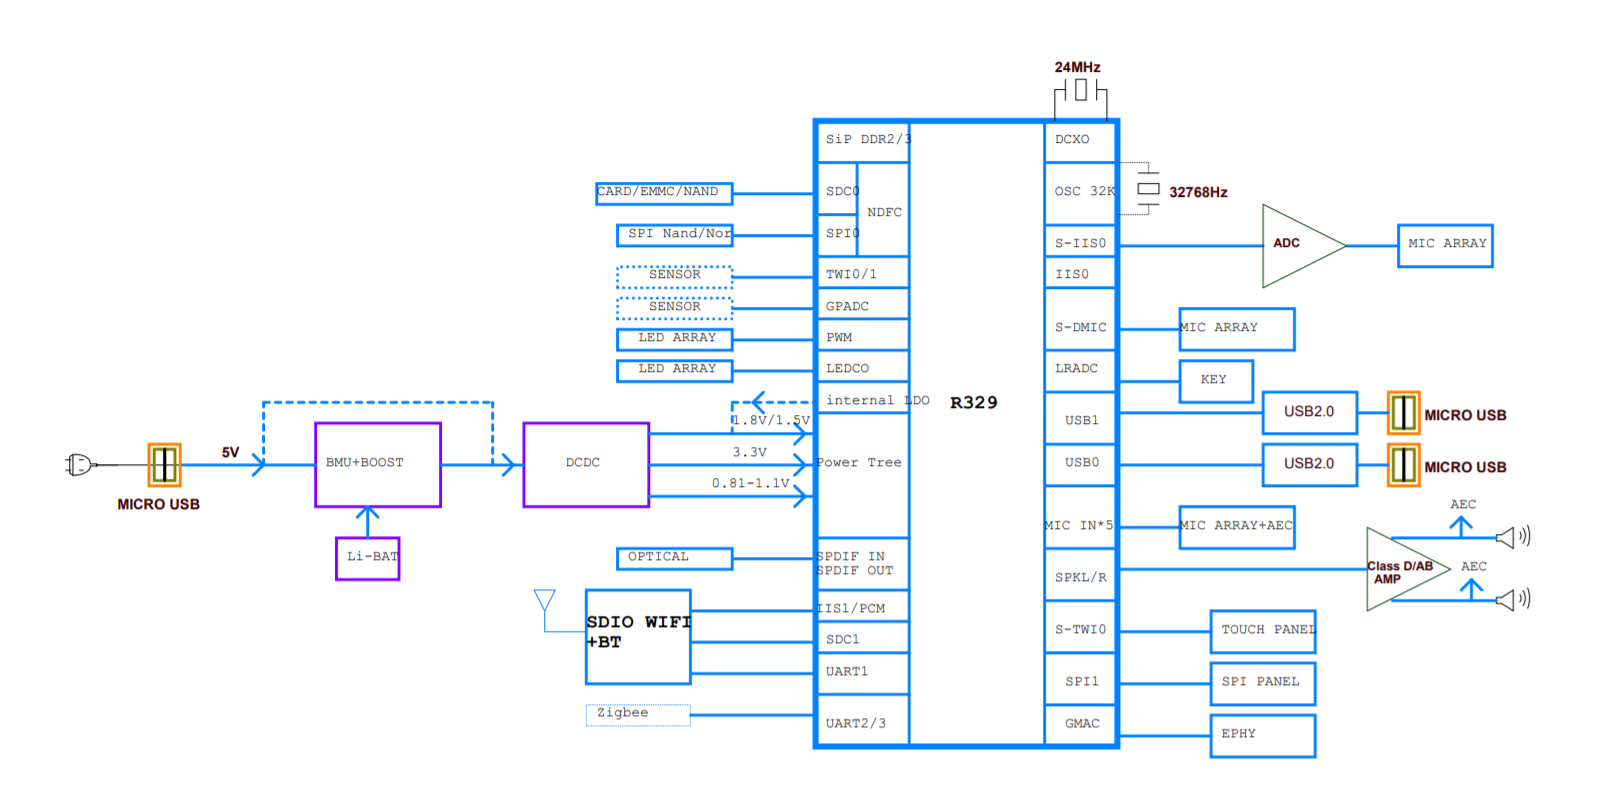 24MHz
SiP DDR2/3
DCXO
CARD/EMMC/NAND
SDC0
OSC 32K
32768Hz
NDFC
SPI Nand/Nor
SPI0
S-IIS0
ADC
MIC ARRAY
SENSOR
TWI0/1
IIS0
SENSOR
GPADC
LED ARRAY
PWM
S-DMIC
MIC ARRAY
LED ARRAY
LEDCO
LRADC
KEY
internal LDO
R329
1.8V/1.5V
USB1
USB2.0
MICRO USB
5V
BMU+BOOST
DCDC
3.3V
Power Tree
USB0
USB2.0
MICRO USB
0.81-1.1V
MICRO USB
AEC
MIC IN*5
MIC ARRAY+AEC
Li-BAT
OPTICAL
SPDIF IN
SPDIF OUT
SPKL/R
Class D/AB
AMP
AEC
SDIO WIFI
+BT
IIS1/PCM
SDC1
UART1
S-TWI0
TOUCH PANEL
SPI1
SPI PANEL
Zigbee
UART2/3
GMAC
EPHY